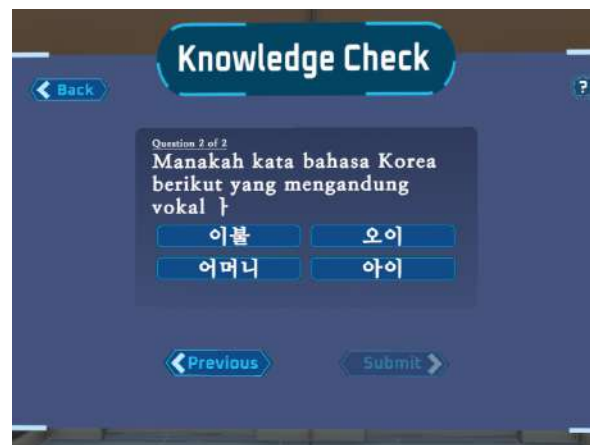 Knowledge Check
Back
?
Question 2 of 2
Manakah kata bahasa Korea
berikut yang mengandung
vokal ㅏ
이불 오이
어머니 아이
Previous Submit